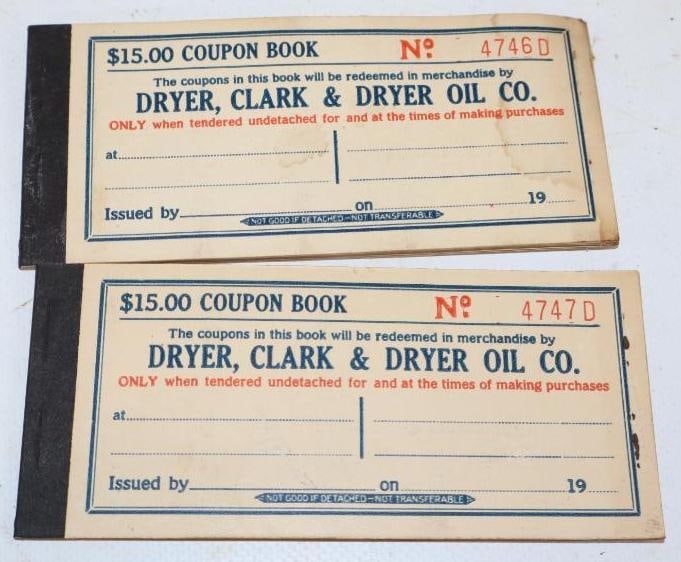 $15.00 COUPON BOOK Nº 4746D
The coupons in this book will be redeemed in merchandise by
DRYER, CLARK & DRYER OIL CO.
ONLY when tendered undetached for and at the times of making purchases
at
Issued by on 19
NOT GOOD IF DETACHED—NOT TRANSFERABLE
$15.00 COUPON BOOK Nº 4747D
The coupons in this book will be redeemed in merchandise by
DRYER, CLARK & DRYER OIL CO.
ONLY when tendered undetached for and at the times of making purchases
at
Issued by on 19
NOT GOOD IF DETACHED—NOT TRANSFERABLE